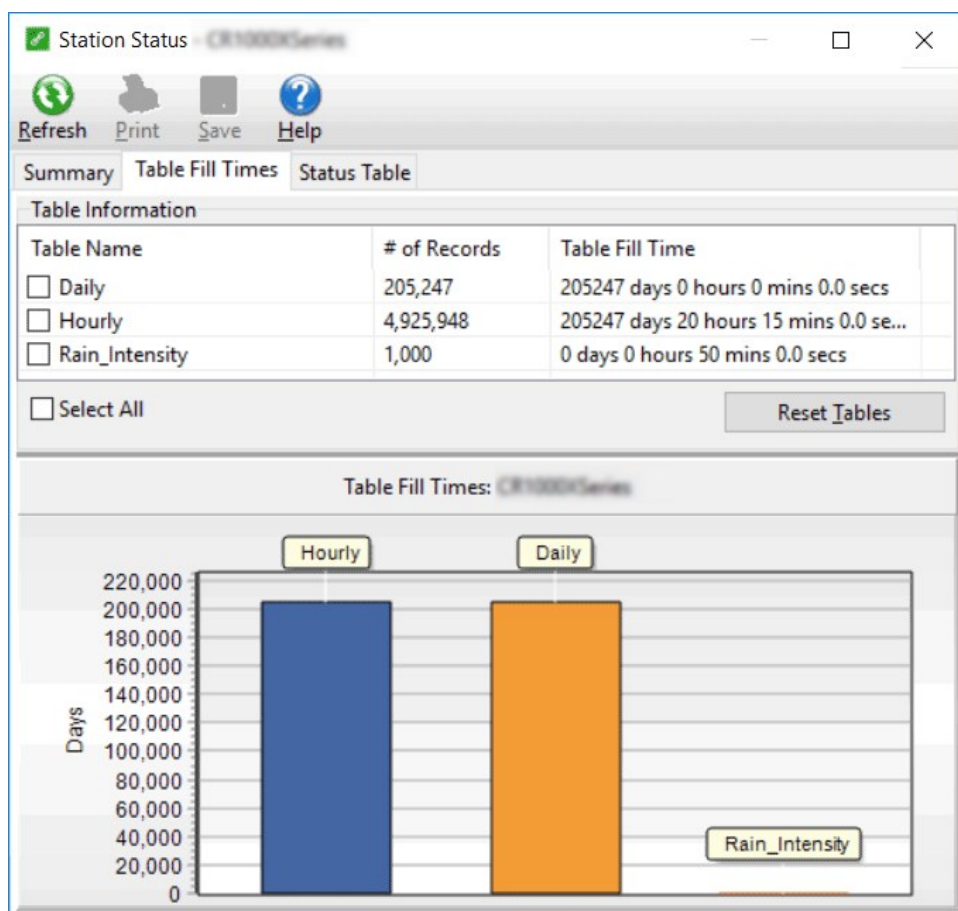 Station Status -
Refresh Print Save Help
Summary Table Fill Times Status Table
Table Information
Table Name # of Records Table Fill Time
Daily 205,247 205247 days 0 hours 0 mins 0.0 secs
Hourly 4,925,948 205247 days 20 hours 15 mins 0.0 se...
Rain_Intensity 1,000 0 days 0 hours 50 mins 0.0 secs
Select All Reset Tables
Table Fill Times:
Hourly Daily
220,000
200,000
180,000
160,000
140,000
120,000
Days
100,000
80,000
60,000
40,000
Rain_Intensity
20,000
0